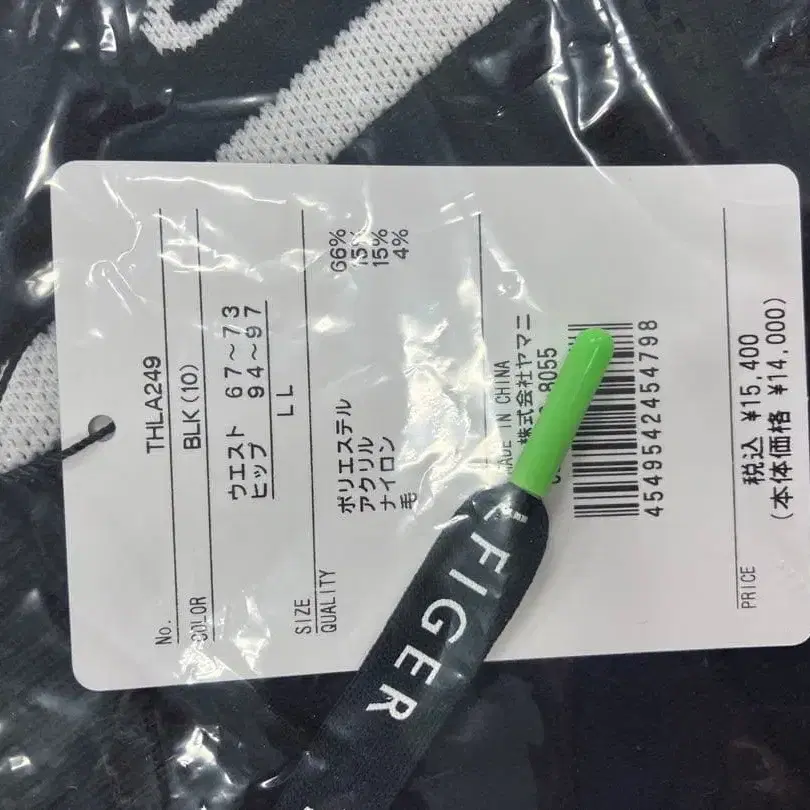 No. THLA249
COLOR BLK(10)
ウエスト 67～73
ヒップ 94～97
SIZE LL
QUALITY
ポリエステル 66%
アクリル 15%
ナイロン 15%
毛 4%
MADE IN CHINA
株式会社ヤマニ
8055
4549542454798
税込 ¥15,400
PRICE (本体価格 ¥14,000)
LFIGER